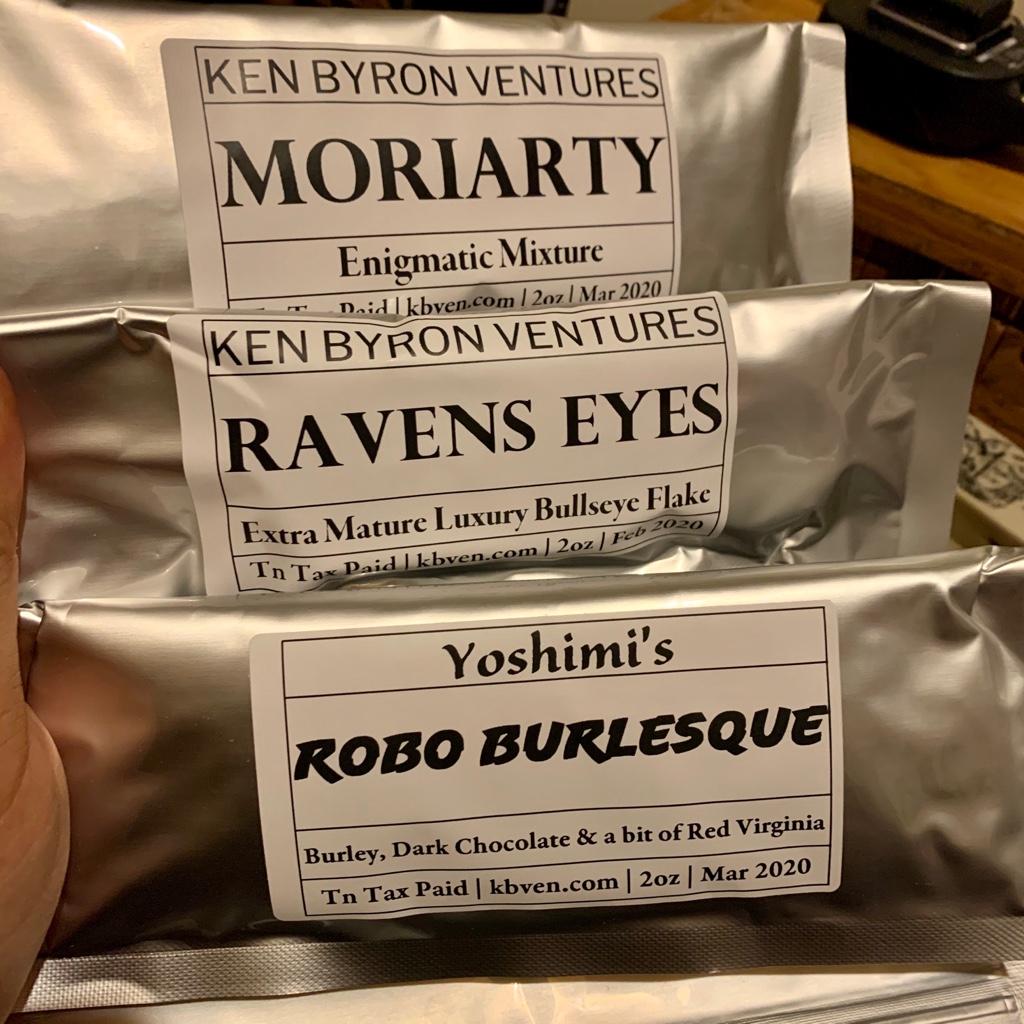 KEN BYRON VENTURES
MORIARTY
Enigmatic Mixture
Tn Tax Paid | kbven.com | 2oz | Mar 2020
KEN BYRON VENTURES
RAVENS EYES
Extra Mature Luxury Bullseye Flake
Tn Tax Paid | kbven.com | 2oz | Feb 2020
Yoshimi's
ROBO BURLESQUE
Burley, Dark Chocolate & a bit of Red Virginia
Tn Tax Paid | kbven.com | 2oz | Mar 2020